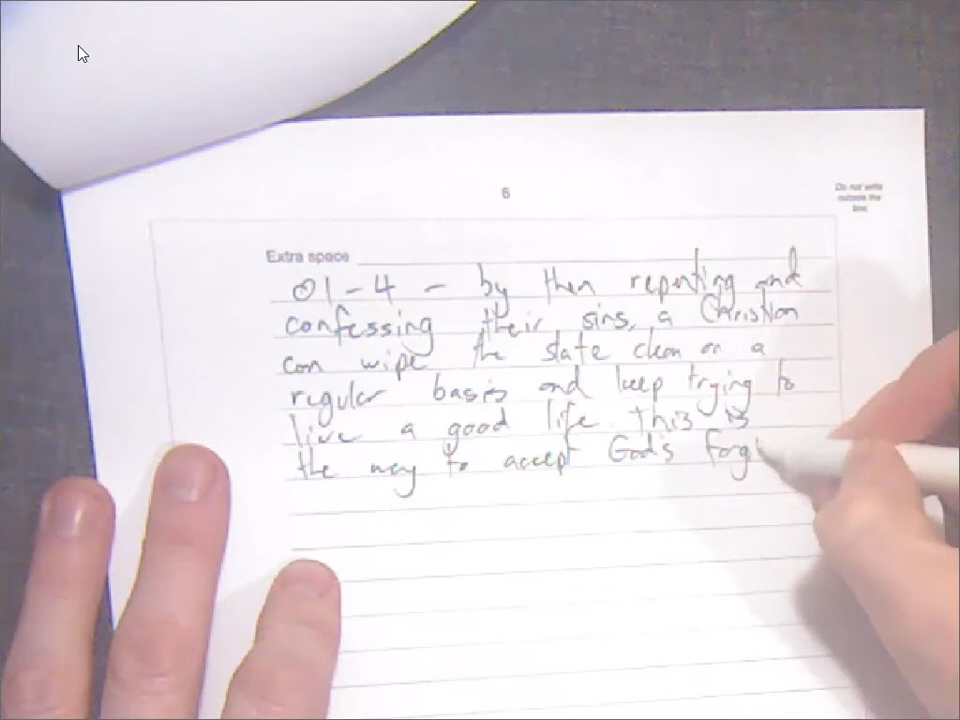 6
Do not write
outside the
box
Extra space
01-4 - by then repenting and
confessing their sins, a Christian
can wipe the slate clean on a
regular basis and keep trying to
live a good life. This is
the way to accept God's forgi